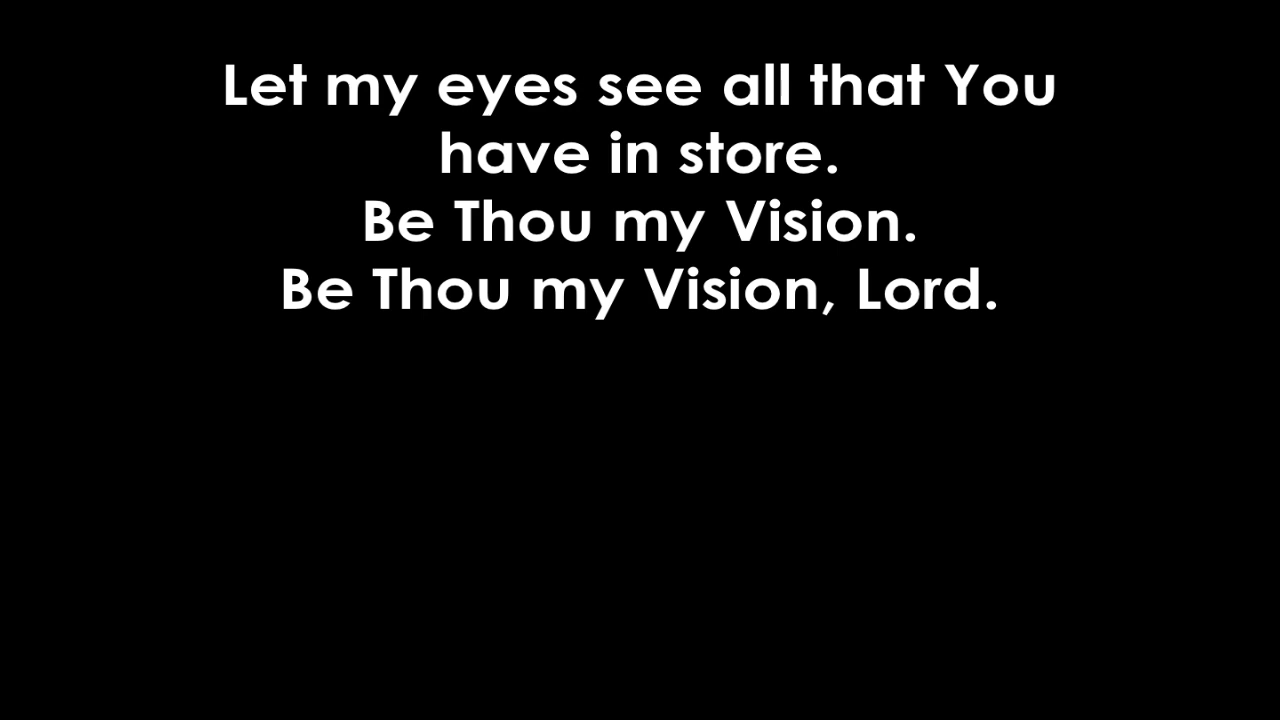 Let my eyes see all that You
have in store.
Be Thou my Vision.
Be Thou my Vision, Lord.